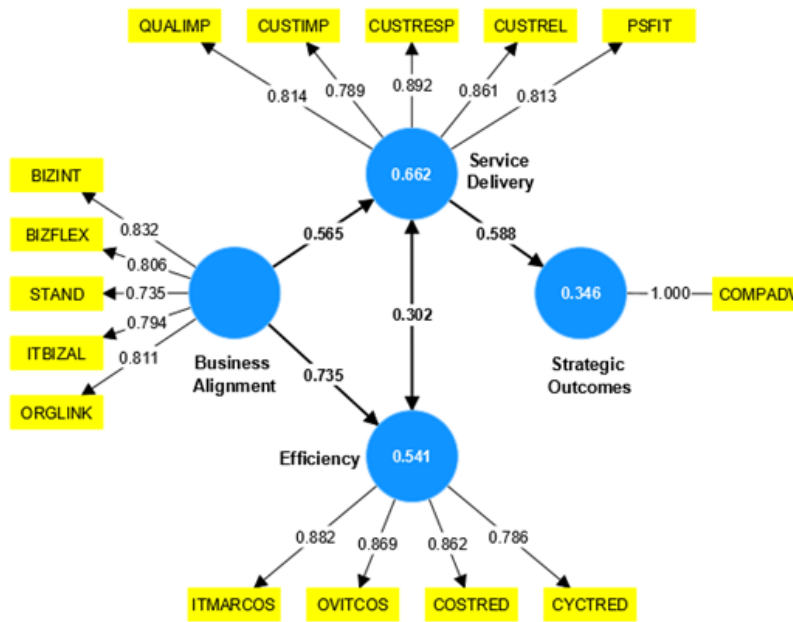 QUALIMP CUSTIMP CUSTRESP CUSTREL PSFIT
0.814 0.789 0.892 0.861 0.813
BIZINT
BIZFLEX
STAND
ITBIZAL
ORGLINK
0.832
0.806
0.735
0.794
0.811
Business
Alignment
0.565
0.735
0.662
Service
Delivery
0.302
0.588
0.346
Strategic
Outcomes
1.000
COMPADV
Efficiency
0.541
0.882 0.869 0.862 0.786
ITMARCOS OVITCOS COSTRED CYCTRED